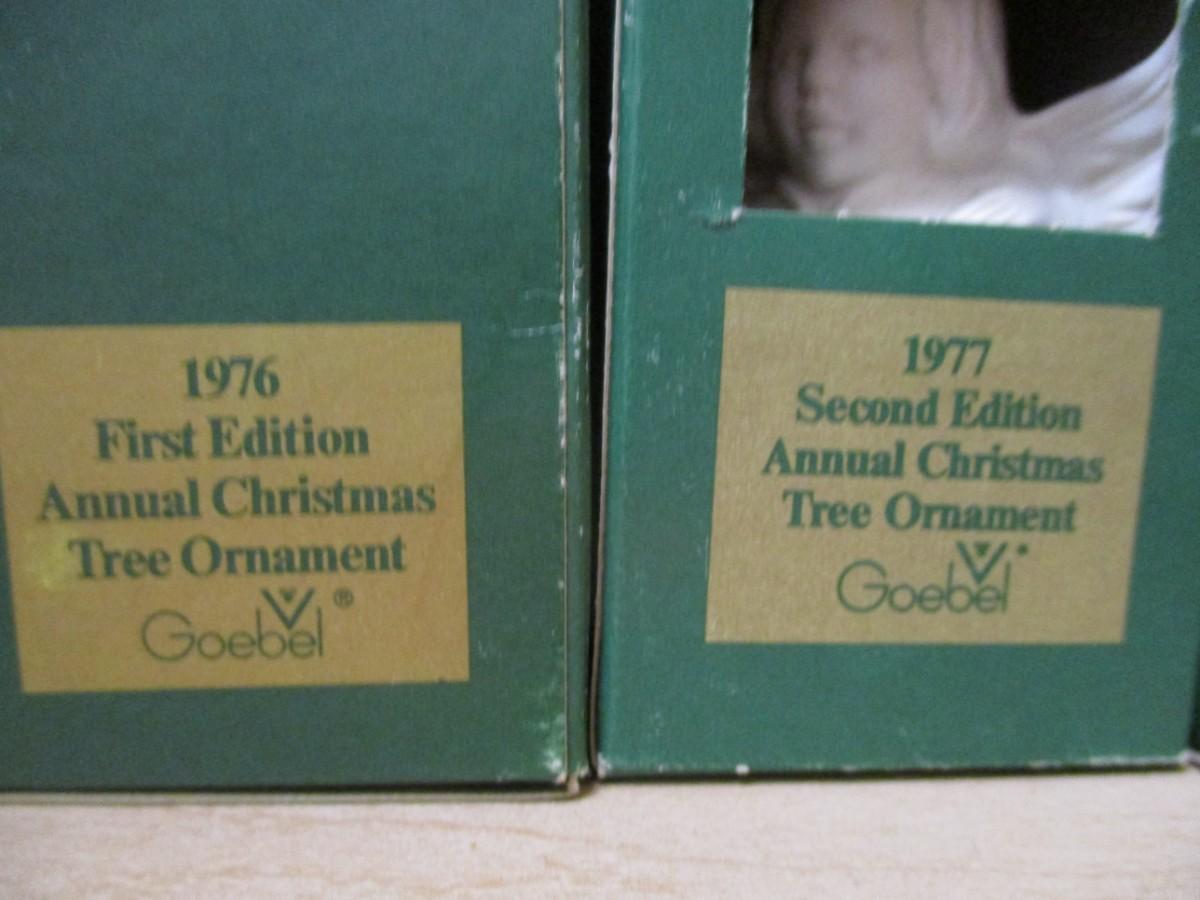 1976
First Edition
Annual Christmas
Tree Ornament
Goebel ®
1977
Second Edition
Annual Christmas
Tree Ornament
Goebel